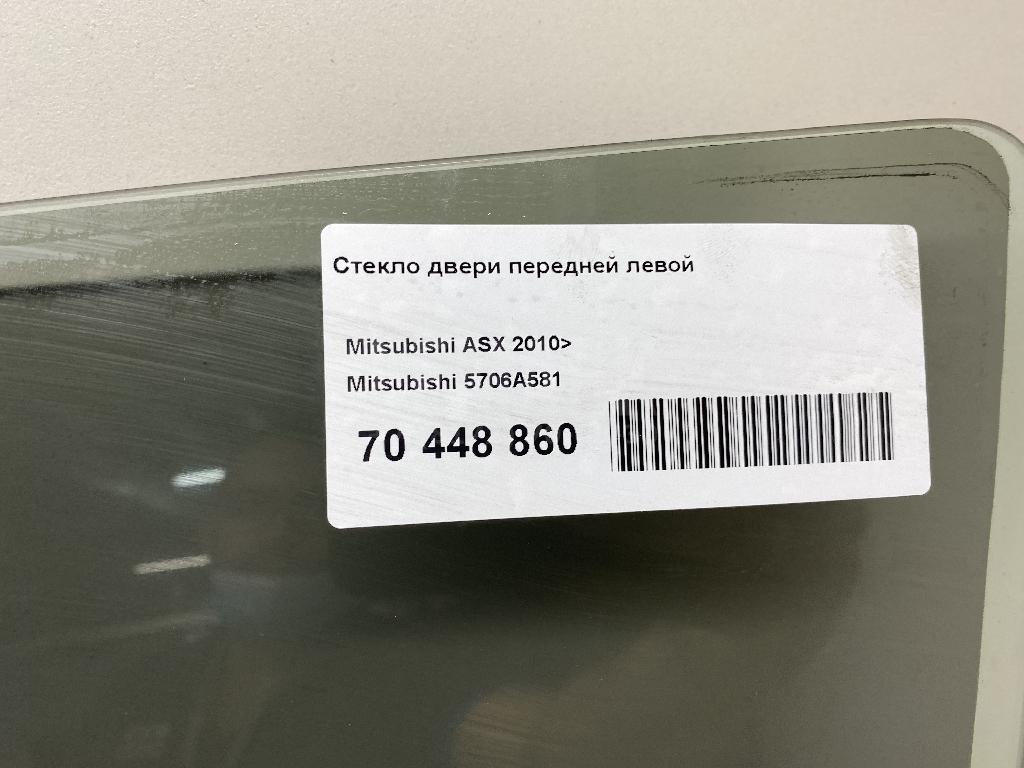 Стекло двери передней левой
Mitsubishi ASX 2010>
Mitsubishi 5706A581
70 448 860